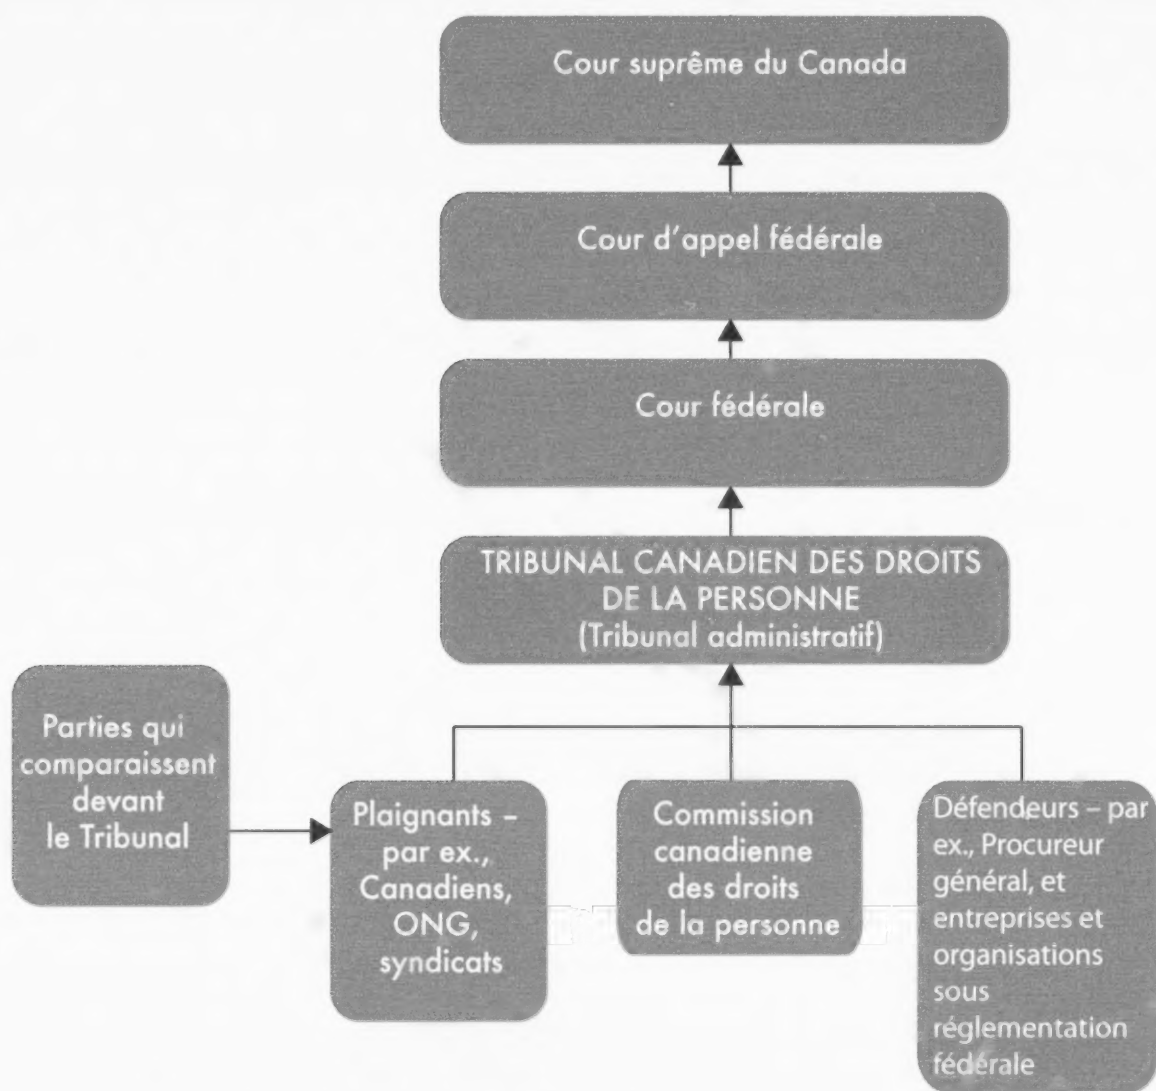 Cour suprême du Canada
Cour d'appel fédérale
Cour fédérale
TRIBUNAL CANADIEN DES DROITS
DE LA PERSONNE
(Tribunal administratif)
Parties qui
comparaissent
devant
le Tribunal
Plaignants –
par ex.,
Canadiens,
ONG,
syndicats
Commission
canadienne
des droits
de la personne
Défendeurs – par
ex., Procureur
général, et
entreprises et
organisations
sous
réglementation
fédérale